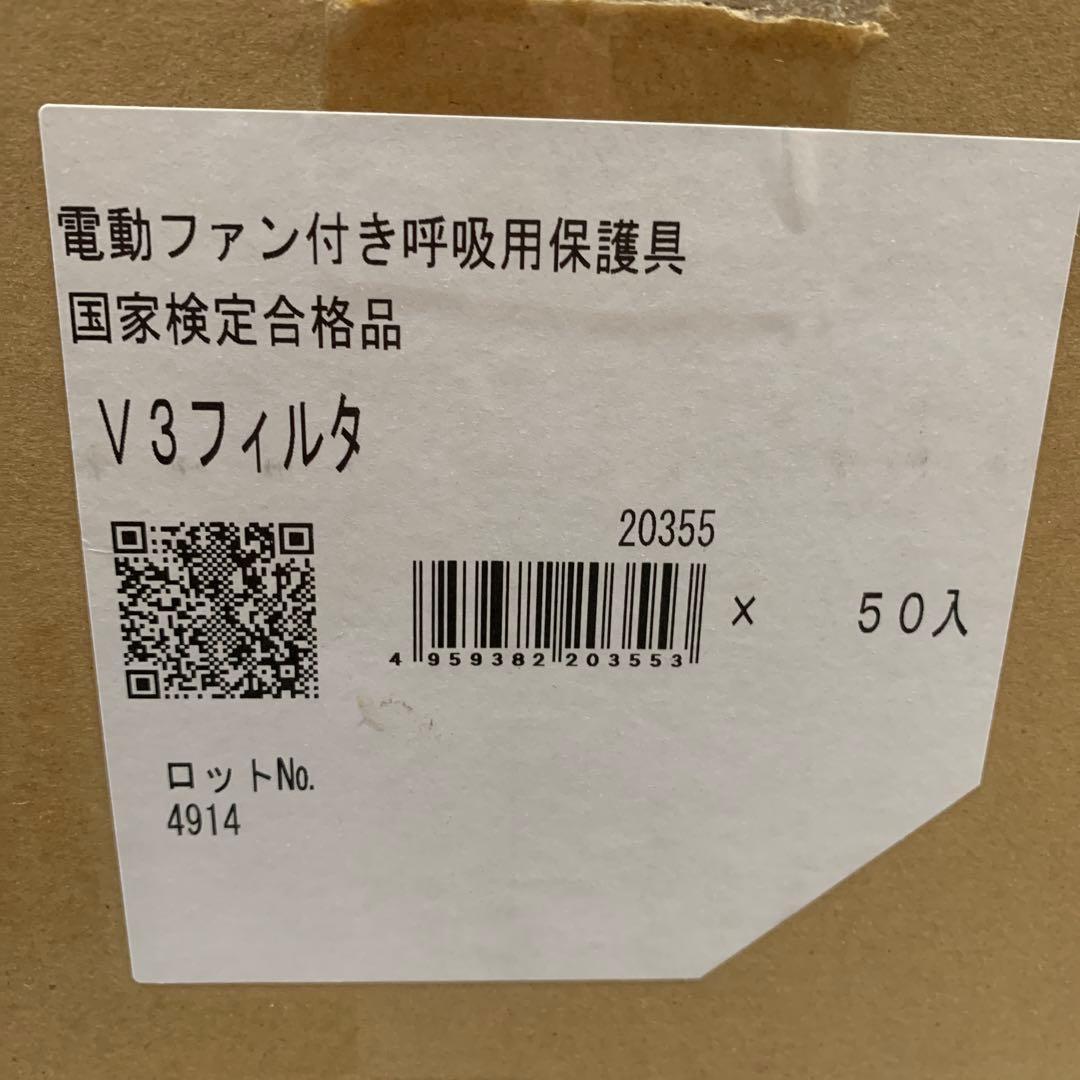 電動ファン付き呼吸用保護具
国家検定合格品
V3フィルタ
20355
4 959382 203553
× 50入
ロットNo.
4914